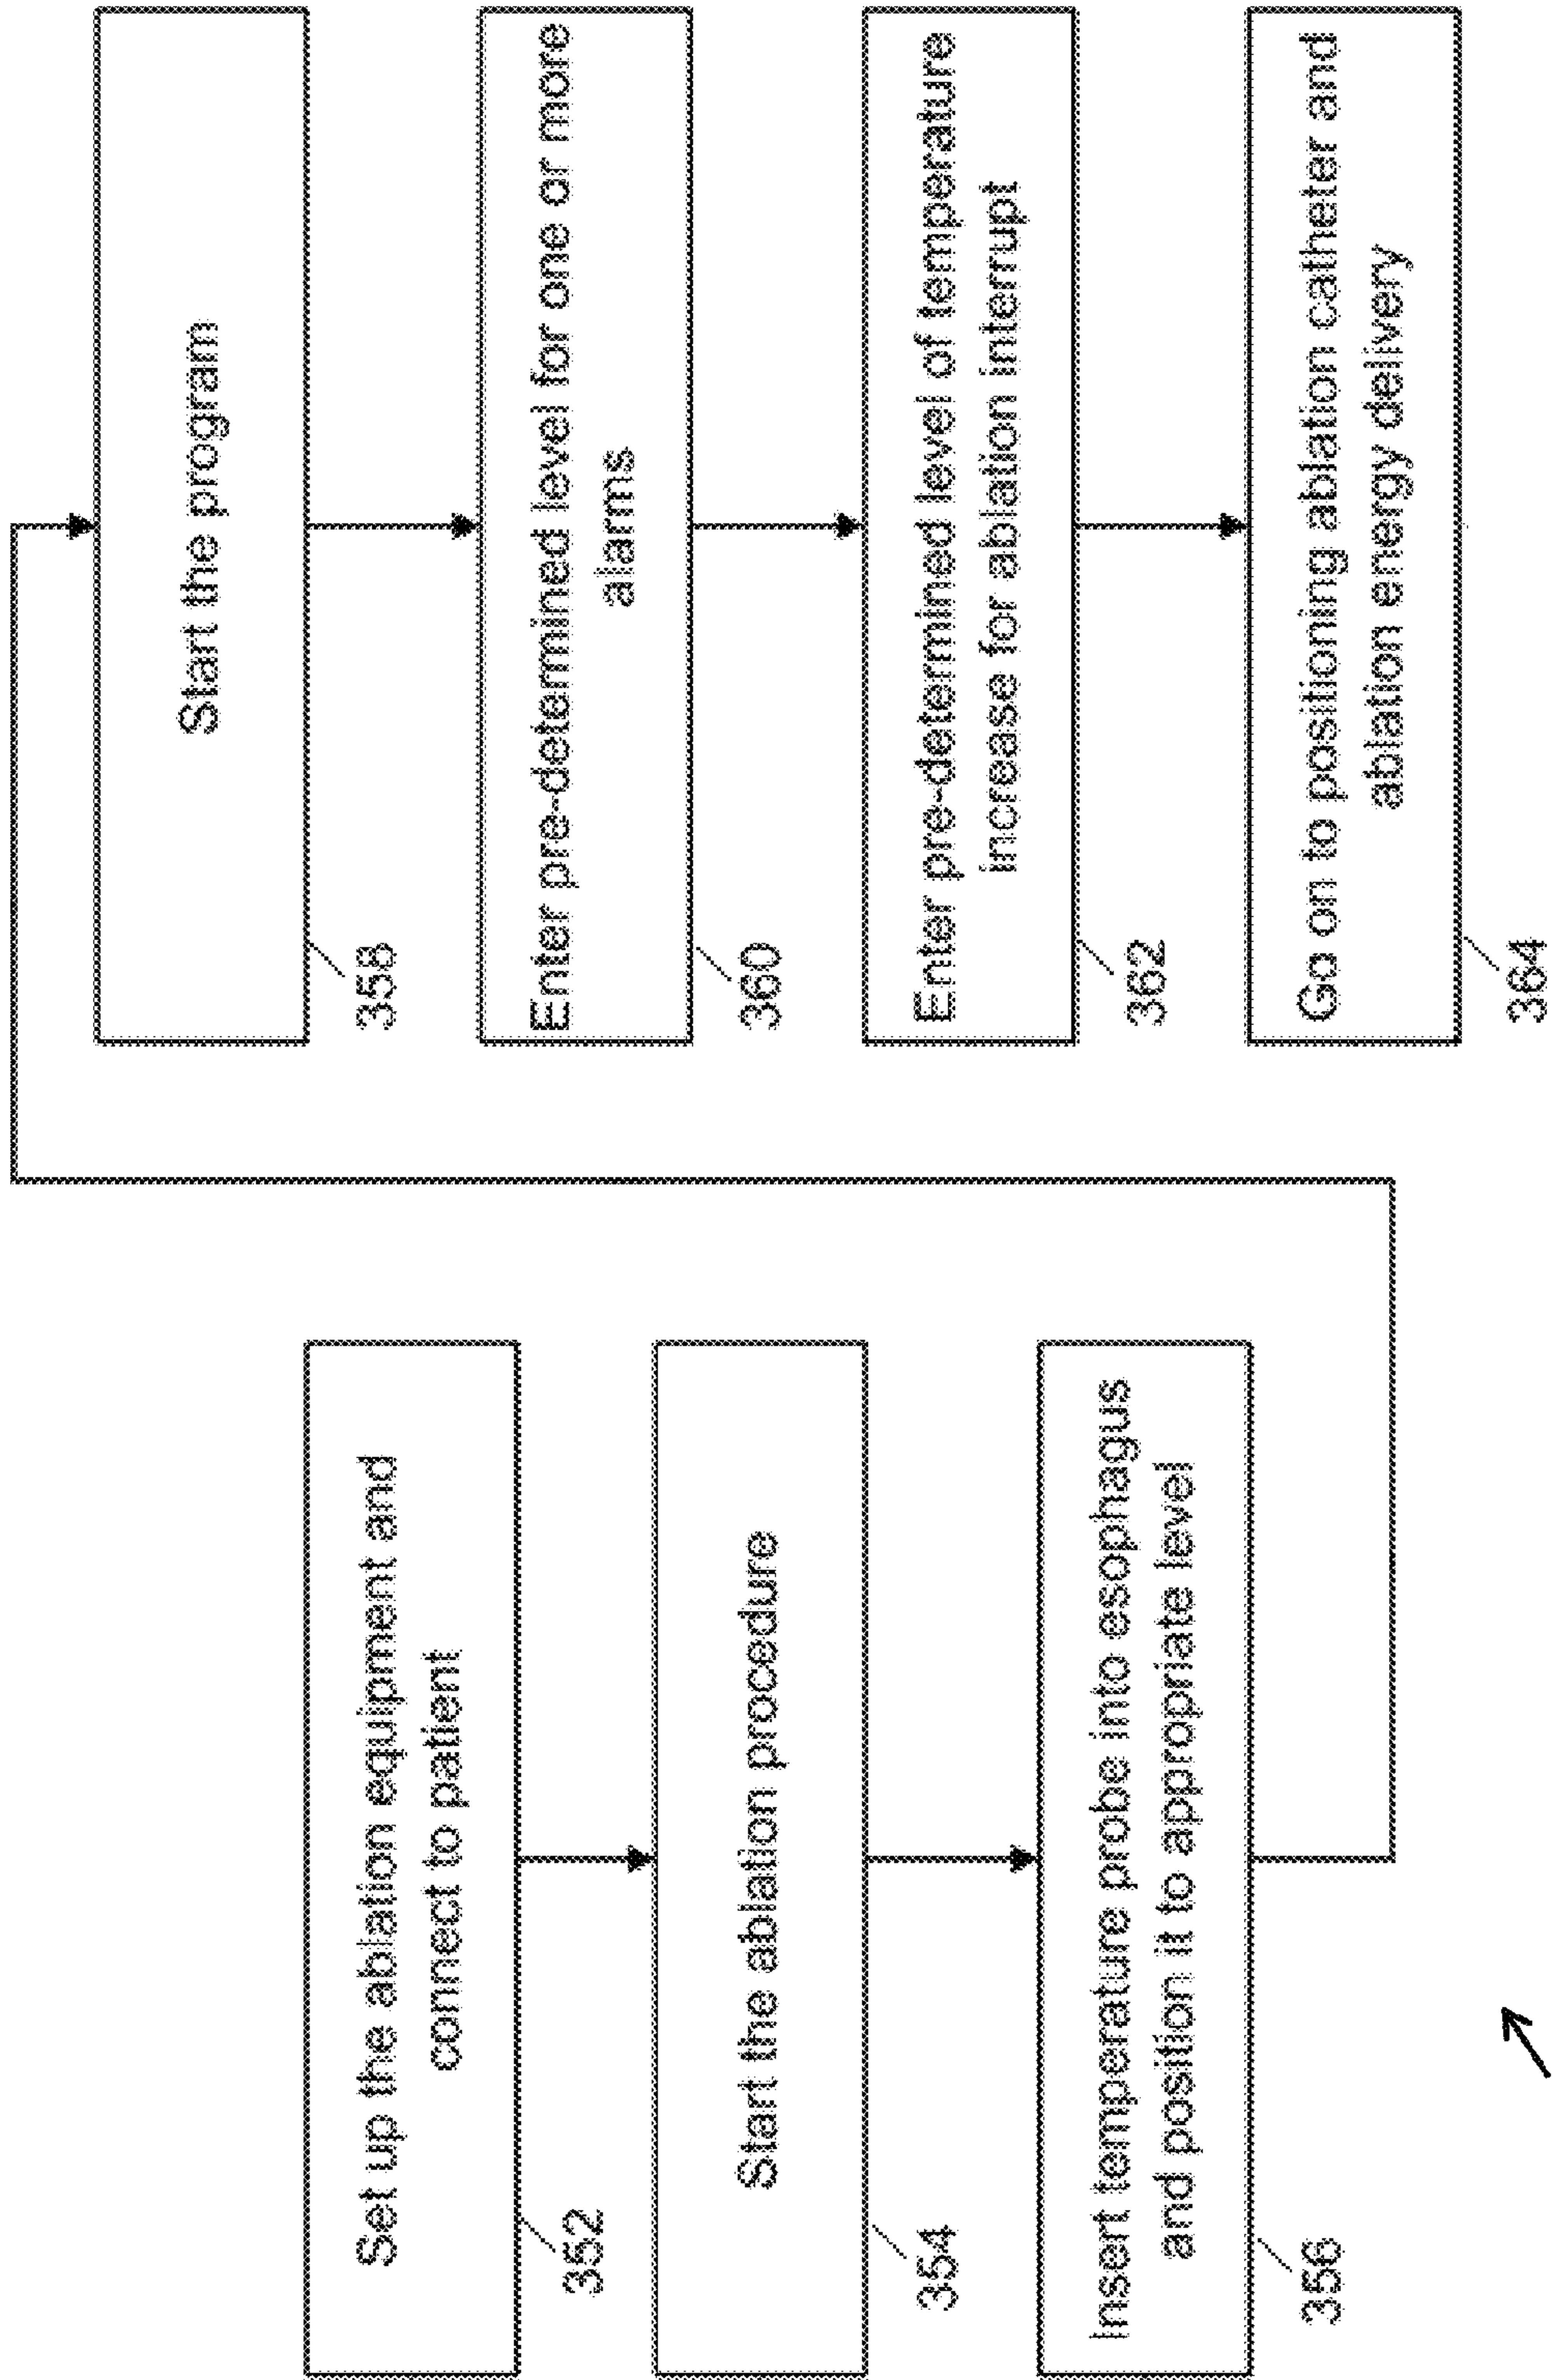 Set up the ablation equipment and
connect to patient
352
Start the ablation procedure
354
Insert temperature probe into esophagus
and position it to appropriate level
356
Start the program
358
Enter pre-determined level for one or more
alarms
360
Enter pre-determined level of temperature
increase for ablation interrupt
362
Go on to positioning ablation catheter and
ablation energy delivery
364